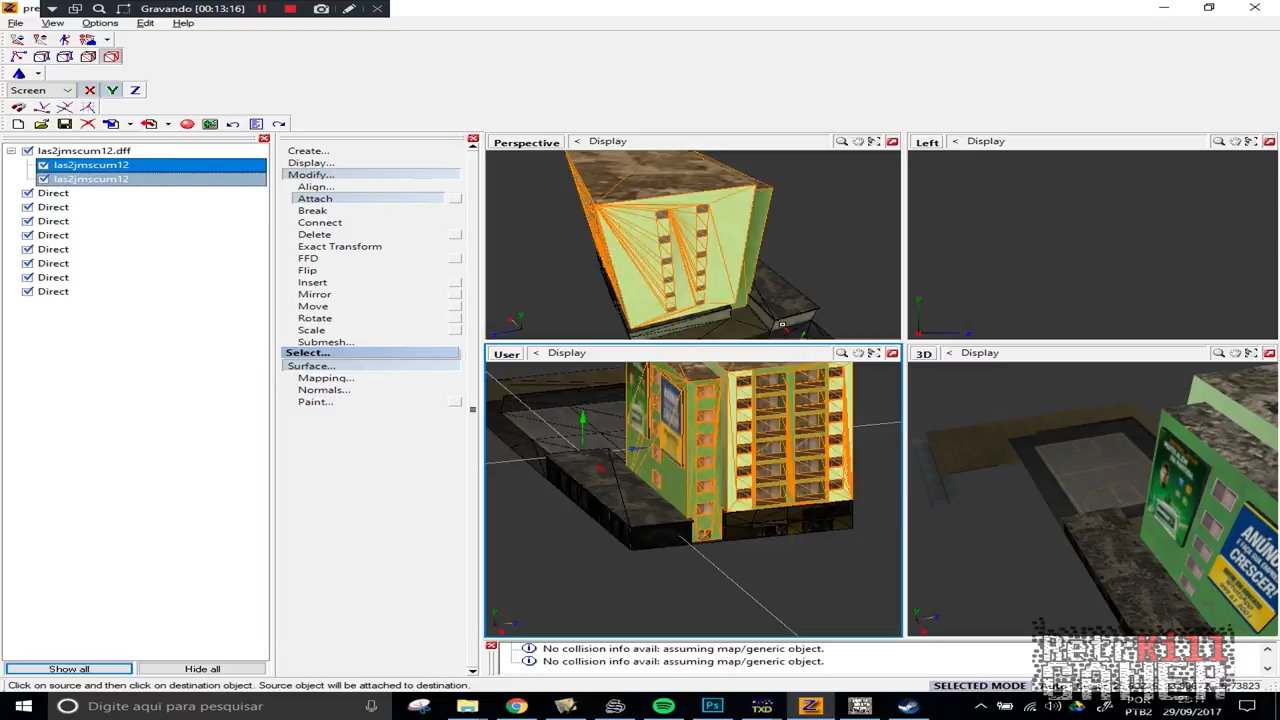 pre
Gravando [00:13:16]
File View Options Edit Help
Screen X Y Z
las2jmscum12.dff
las2jmscum12
las2jmscum12
Direct
Direct
Direct
Direct
Direct
Direct
Direct
Direct
Show all Hide all
Create...
Display...
Modify...
Align...
Attach
Break
Connect
Delete
Exact Transform
FFD
Flip
Insert
Mirror
Move
Rotate
Scale
Submesh...
Select...
Surface...
Mapping...
Normals...
Paint...
Perspective < Display
Left < Display
User < Display
3D < Display
ANÚNC
CRESCER!
No collision info avail: assuming map/generic object.
No collision info avail: assuming map/generic object.
Click on source and then click on destination object. Source object will be attached to destination.
SELECTED MODE
Digite aqui para pesquisar
Ps
TXD
POR
PTB2
29/09/2017